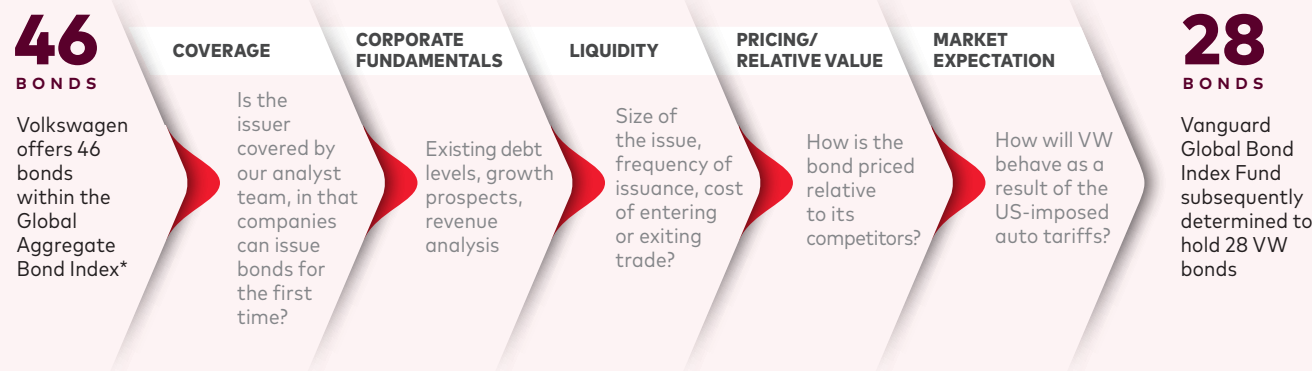 46
BONDS
Volkswagen
offers 46
bonds
within the
Global
Aggregate
Bond Index*
COVERAGE
Is the
issuer
covered by
our analyst
team, in that
companies
can issue
bonds for
the first
time?
CORPORATE
FUNDAMENTALS
Existing debt
levels, growth
prospects,
revenue
analysis
LIQUIDITY
Size of
the issue,
frequency of
issuance, cost
of entering
or exiting
trade?
PRICING/
RELATIVE VALUE
How is the
bond priced
relative
to its
competitors?
MARKET
EXPECTATION
How will VW
behave as a
result of the
US-imposed
auto tariffs?
28
BONDS
Vanguard
Global Bond
Index Fund
subsequently
determined to
hold 28 VW
bonds